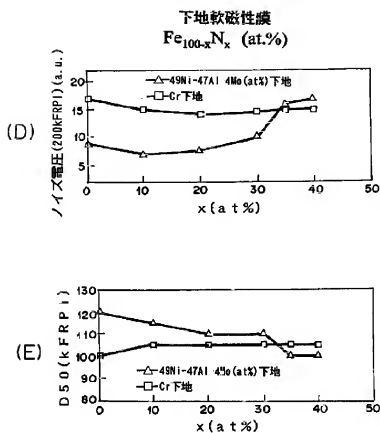 下地軟磁性膜
Fe100-xNx (at.%)
(D)
ノイズ電圧(200kFRPI)(a.u.)
20
15
10
5
49Ni-47Al 4Mo(at%)下地
Cr下地
0 10 20 30 40 50
x(at%)
(E)
D50(kFRPi)
130
120
110
100
90
80
49Ni-47Al 4Mo(at%)下地
Cr下地
0 10 20 30 40 50
x(at%)